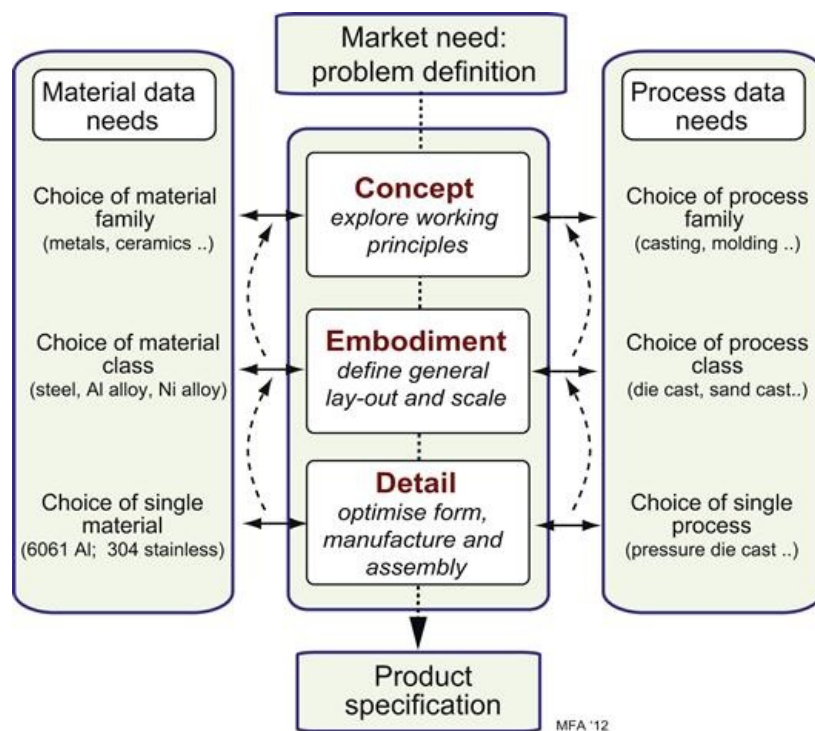 Market need:
problem definition
Material data
needs
Choice of material
family
(metals, ceramics ..)
Choice of material
class
(steel, Al alloy, Ni alloy)
Choice of single
material
(6061 Al; 304 stainless)
Concept
explore working
principles
Embodiment
define general
lay-out and scale
Detail
optimise form,
manufacture and
assembly
Process data
needs
Choice of process
family
(casting, molding ..)
Choice of process
class
(die cast, sand cast..)
Choice of single
process
(pressure die cast ..)
Product
specification
MFA '12